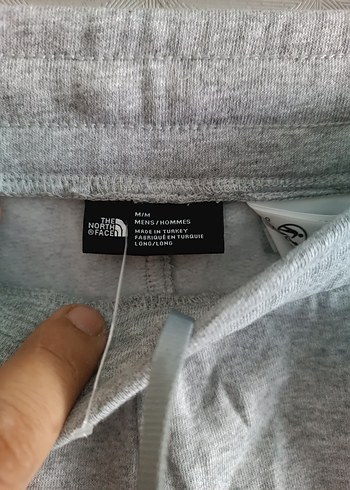 THE
NORTH
FACE
M/M
MENS/HOMMES
MADE IN TURKEY
FABRIQUÉ EN TURQUIE
LONG/LONG